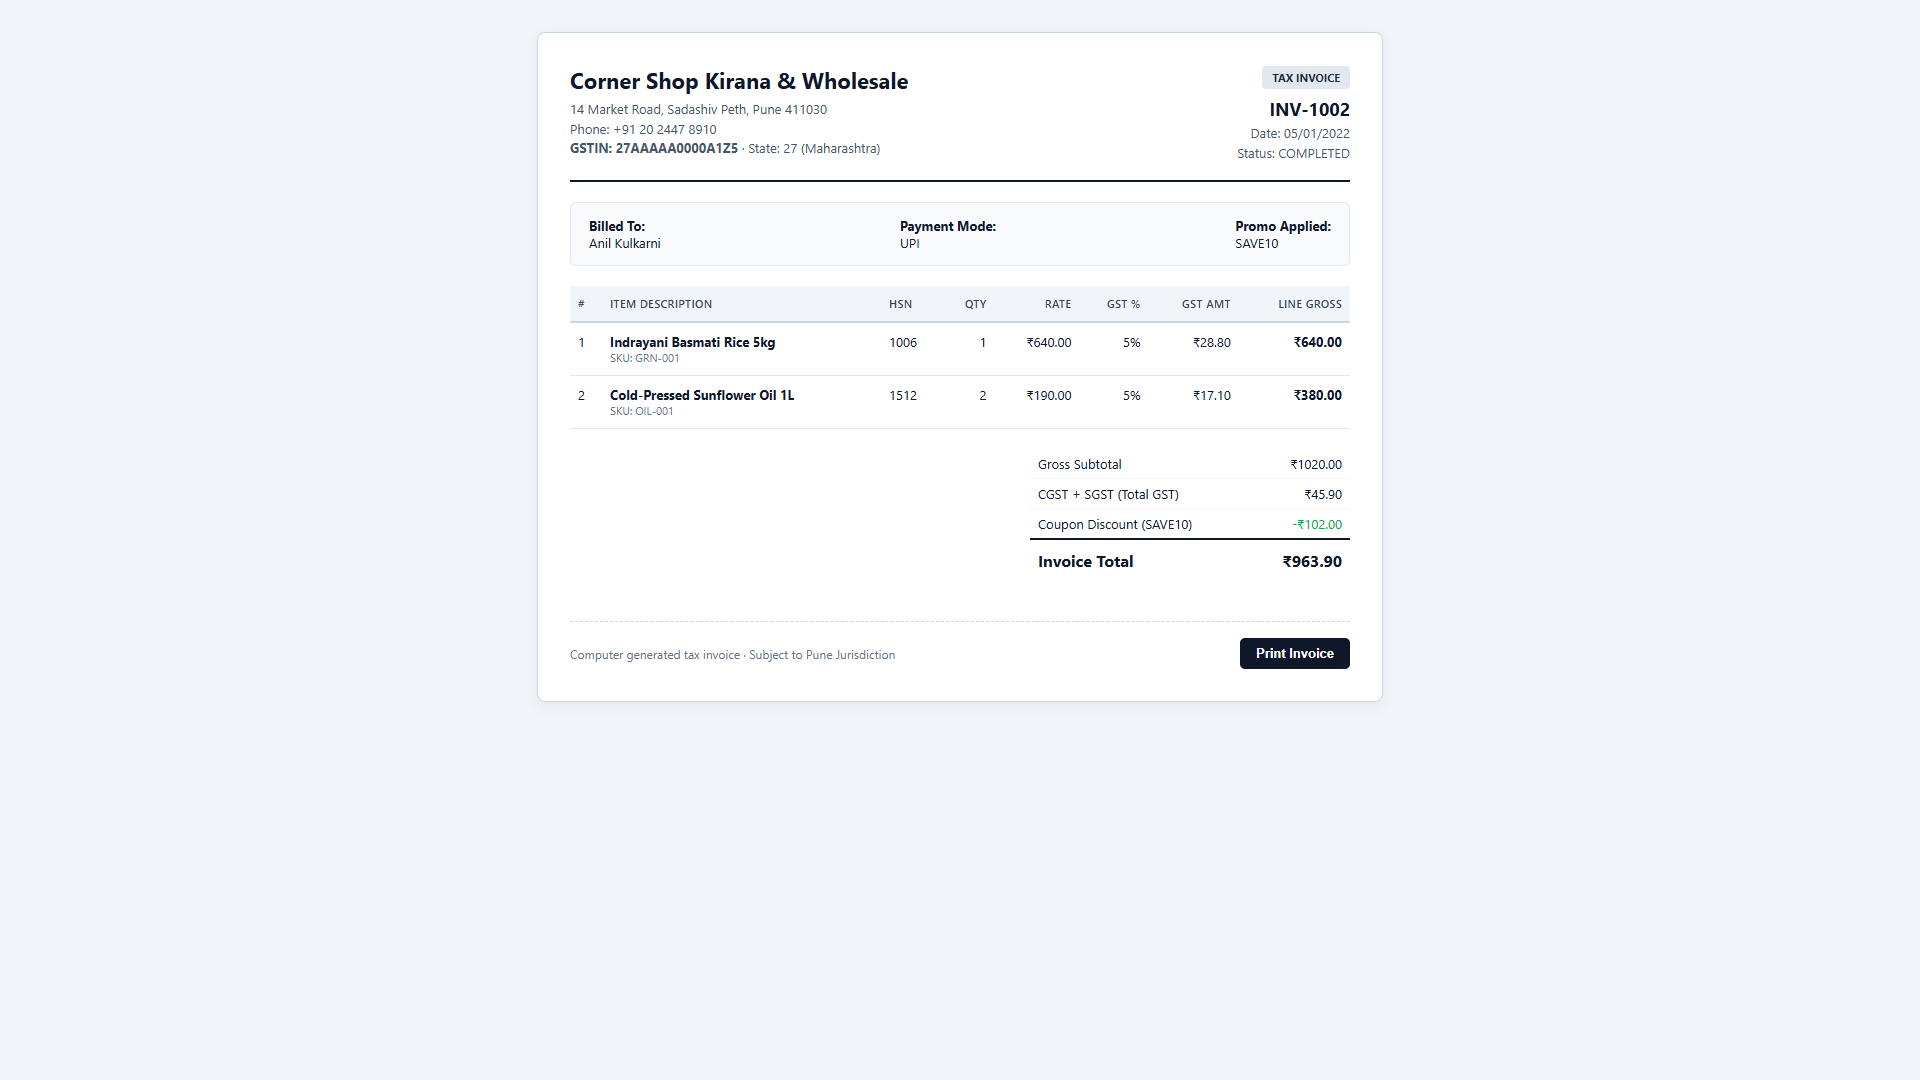 Corner Shop Kirana & Wholesale
14 Market Road, Sadashiv Peth, Pune 411030
Phone: +91 20 2447 8910
GSTIN: 27AAAAA0000A1Z5 · State: 27 (Maharashtra)
TAX INVOICE
INV-1002
Date: 05/01/2022
Status: COMPLETED
Billed To:
Anil Kulkarni
Payment Mode:
UPI
Promo Applied:
SAVE10
# ITEM DESCRIPTION HSN QTY RATE GST % GST AMT LINE GROSS
1 Indrayani Basmati Rice 5kg 1006 1 ₹640.00 5% ₹28.80 ₹640.00
SKU: GRN-001
2 Cold-Pressed Sunflower Oil 1L 1512 2 ₹190.00 5% ₹17.10 ₹380.00
SKU: OIL-001
Gross Subtotal ₹1020.00
CGST + SGST (Total GST) ₹45.90
Coupon Discount (SAVE10) -₹102.00
Invoice Total ₹963.90
Computer generated tax invoice · Subject to Pune Jurisdiction
Print Invoice